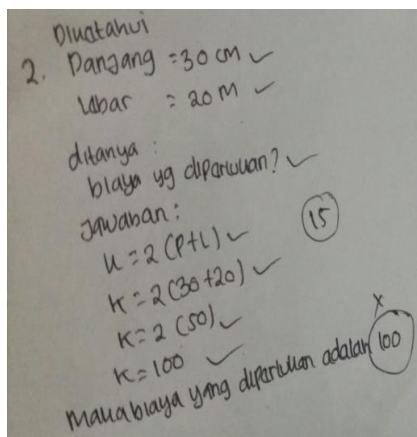 Diketahui
2. Panjang = 30 cm ✓
Lebar = 20 m ✓
ditanya :
biaya yg diperlukan? ✓
Jawaban :
15
K = 2 (P+L) ✓
K = 2 (30+20) ✓
K = 2 (50) ✓
K = 100 ✓
x
Maka biaya yang diperlukan adalah 100